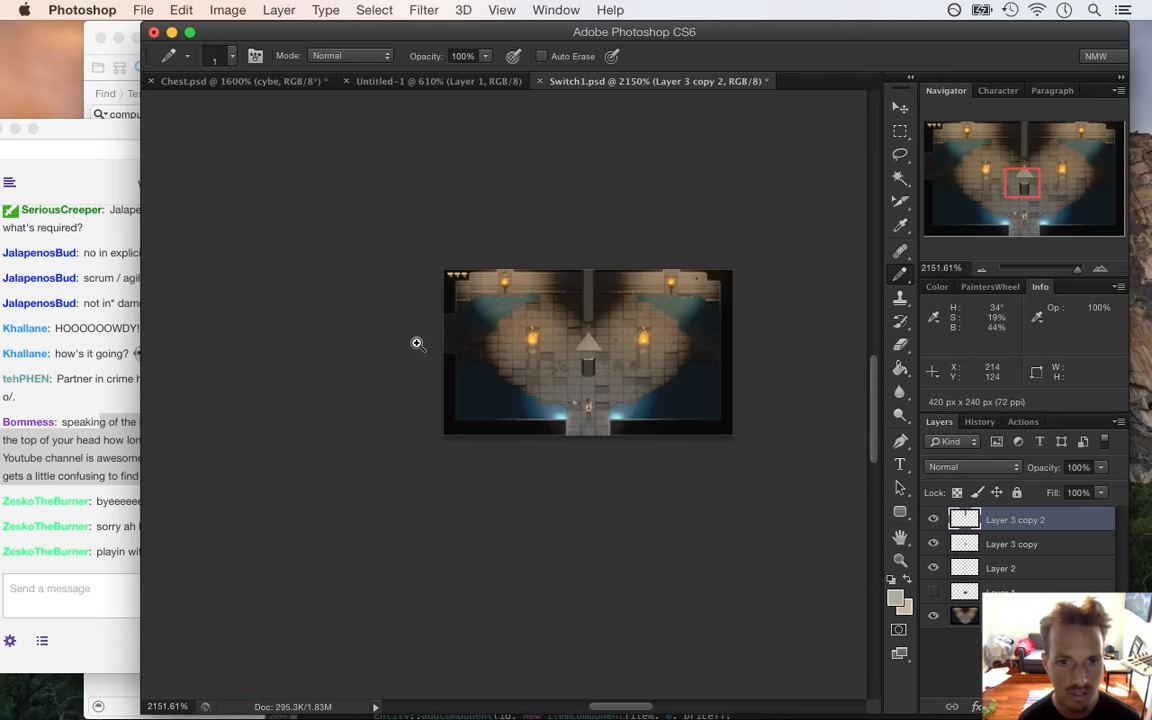 Photoshop File Edit Image Layer Type Select Filter 3D View Window Help
Adobe Photoshop CS6
1 Mode: Normal Opacity: 100% Auto Erase NMW
Chest.psd @ 1600% (cybe, RGB/8*) * Untitled-1 @ 610% (Layer 1, RGB/8) Switch1.psd @ 2150% (Layer 3 copy 2, RGB/8) *
Find
compu
SeriousCreeper: Jalape
what's required?
JalapenosBud: no in explici
JalapenosBud: scrum / agil
JalapenosBud: not in* damr
Khallane: HOOOOOOWDY!
Khallane: how's it going?
tehPHEN: Partner in crime h
o/.
Bommess: speaking of the
the top of your head how lon
Youtube channel is awesome
gets a little confusing to find
ZeskoTheBurner: byeeeeee
ZeskoTheBurner: sorry ah
ZeskoTheBurner: playin wit
Send a message
Navigator Character Paragraph
2151.61%
Color PaintersWheel Info
H: 34°
S: 19%
B: 44%
Op: 100%
X: 214
Y: 124
W:
H:
420 px x 240 px (72 ppi)
Layers History Actions
Kind
Normal Opacity: 100%
Lock: Fill: 100%
Layer 3 copy 2
Layer 3 copy
Layer 2
fx
2151.61% Doc: 295.3K/1.83M